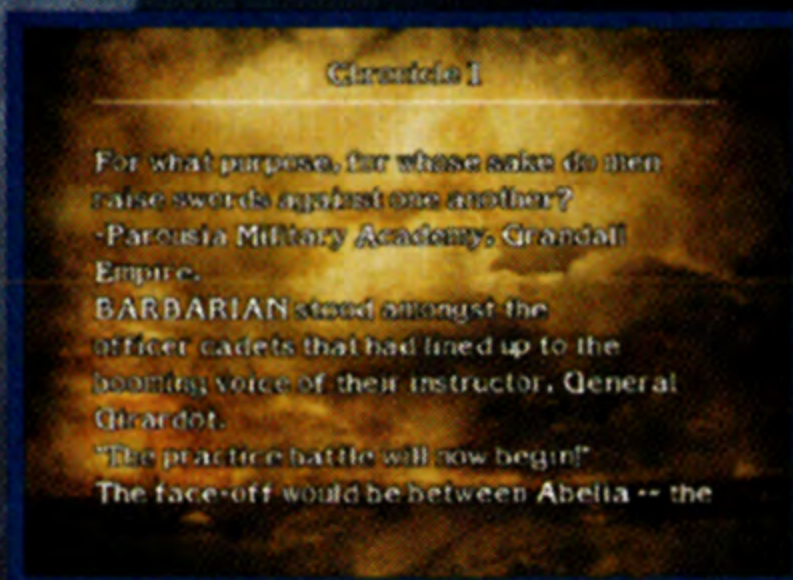 Chronicle 1
For what purpose, for whose sake do men
raise swords against one another?
-Parousia Military Academy, Grandall
Empire.
BARBARIAN stood amongst the
officer cadets that had lined up to the
booming voice of their instructor, General
Girardot.
"The practice battle will now begin!"
The face-off would be between Abelia -- the